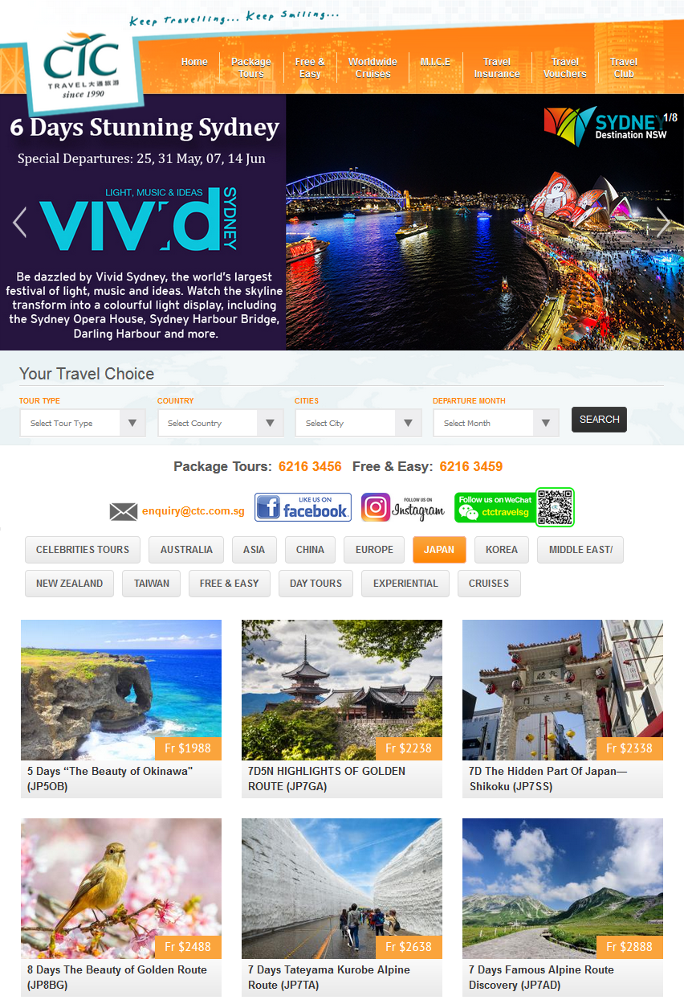 Keep Travelling... Keep Smiling...
CTC
TRAVEL 大通旅游
since 1990
Home
Package Tours
Free & Easy
Worldwide Cruises
M.I.C.E
Travel Insurance
Travel Vouchers
Travel Club
6 Days Stunning Sydney
Special Departures: 25, 31 May, 07, 14 Jun
LIGHT, MUSIC & IDEAS
VIVID SYDNEY
Be dazzled by Vivid Sydney, the world's largest
festival of light, music and ideas. Watch the skyline
transform into a colourful light display, including
the Sydney Opera House, Sydney Harbour Bridge,
Darling Harbour and more.
SYDNEY
1/8
Destination NSW
Your Travel Choice
TOUR TYPE COUNTRY CITIES DEPARTURE MONTH
Select Tour Type Select Country Select City Select Month SEARCH
Package Tours: 6216 3456 Free & Easy: 6216 3459
enquiry@ctc.com.sg
LIKE US ON
facebook
FOLLOW US ON
Instagram
Follow us on WeChat
ctctravelsg
CELEBRITIES TOURS AUSTRALIA ASIA CHINA EUROPE JAPAN KOREA MIDDLE EAST/
NEW ZEALAND TAIWAN FREE & EASY DAY TOURS EXPERIENTIAL CRUISES
Fr $1988
5 Days “The Beauty of Okinawa"
(JP5OB)
Fr $2238
7D5N HIGHLIGHTS OF GOLDEN
ROUTE (JP7GA)
Fr $2338
7D The Hidden Part Of Japan—
Shikoku (JP7SS)
Fr $2488
8 Days The Beauty of Golden Route
(JP8BG)
Fr $2638
7 Days Tateyama Kurobe Alpine
Route (JP7TA)
Fr $2888
7 Days Famous Alpine Route
Discovery (JP7AD)